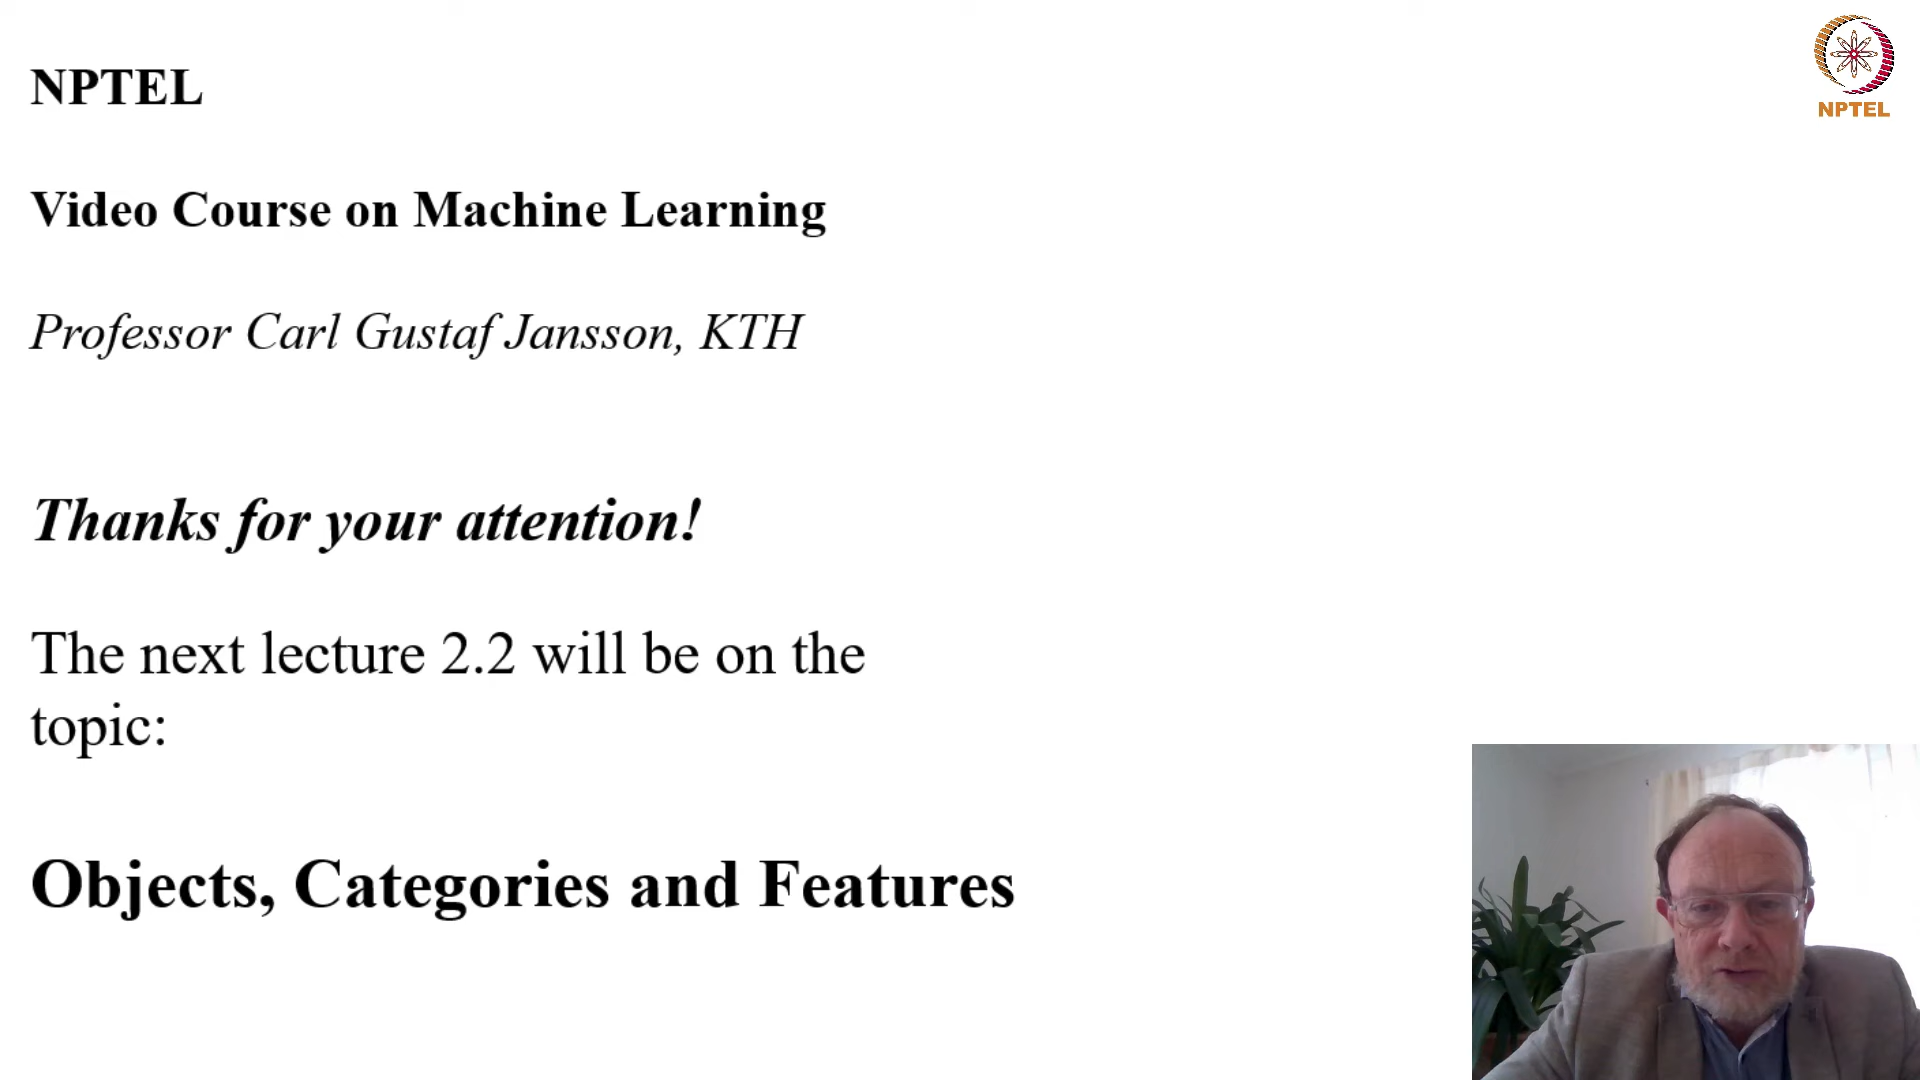 NPTEL
NPTEL
Video Course on Machine Learning
Professor Carl Gustaf Jansson, KTH
Thanks for your attention!
The next lecture 2.2 will be on the
topic:
Objects, Categories and Features